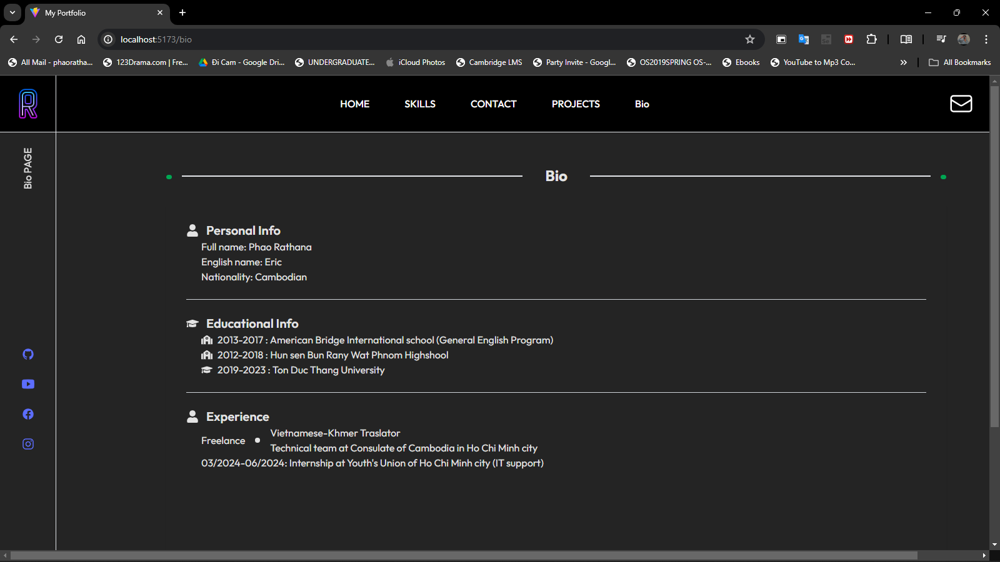 My Portfolio
localhost:5173/bio
All Mail - phaoratha...
123Drama.com | Fre...
Đi Cam - Google Dri...
UNDERGRADUATE...
iCloud Photos
Cambridge LMS
Party Invite - Googl...
OS2019SPRING OS-...
Ebooks
YouTube to Mp3 Co...
All Bookmarks
R
HOME
SKILLS
CONTACT
PROJECTS
Bio
Bio PAGE
Bio
Personal Info
Full name: Phao Rathana
English name: Eric
Nationality: Cambodian
Educational Info
2013-2017 : American Bridge International school (General English Program)
2012-2018 : Hun sen Bun Rany Wat Phnom Highshool
2019-2023 : Ton Duc Thang University
Experience
Freelance
Vietnamese-Khmer Traslator
Technical team at Consulate of Cambodia in Ho Chi Minh city
03/2024-06/2024: Internship at Youth's Union of Ho Chi Minh city (IT support)